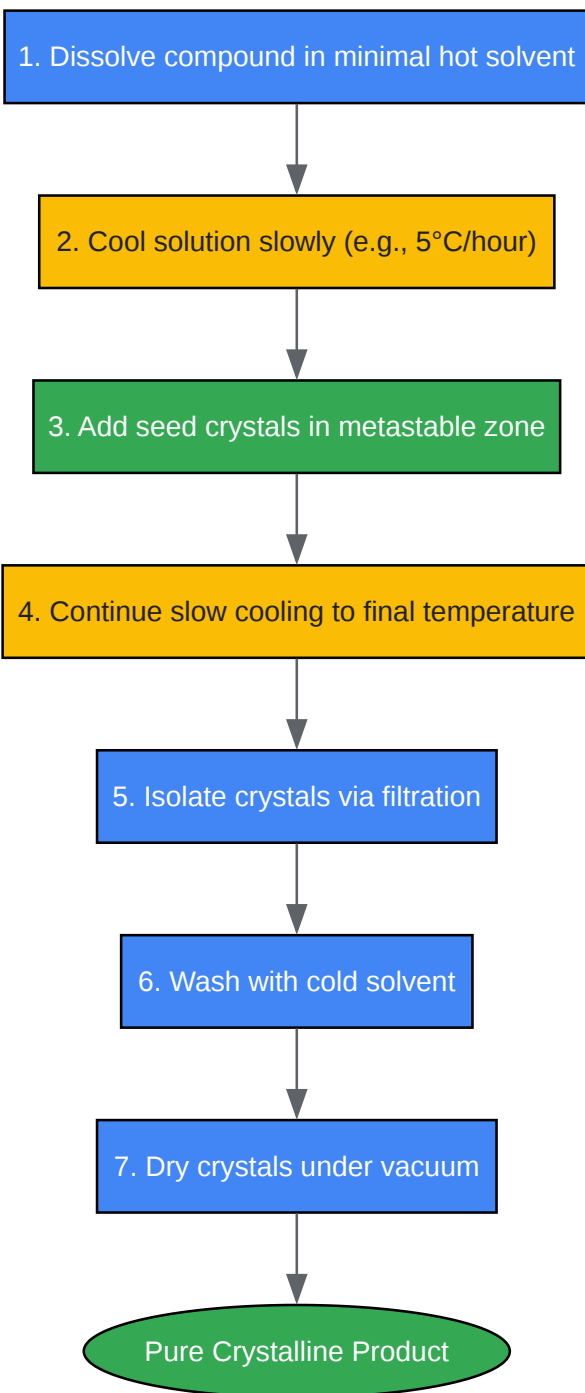 1. Dissolve compound in minimal hot solvent
2. Cool solution slowly (e.g., 5°C/hour)
3. Add seed crystals in metastable zone
4. Continue slow cooling to final temperature
5. Isolate crystals via filtration
6. Wash with cold solvent
7. Dry crystals under vacuum
Pure Crystalline Product